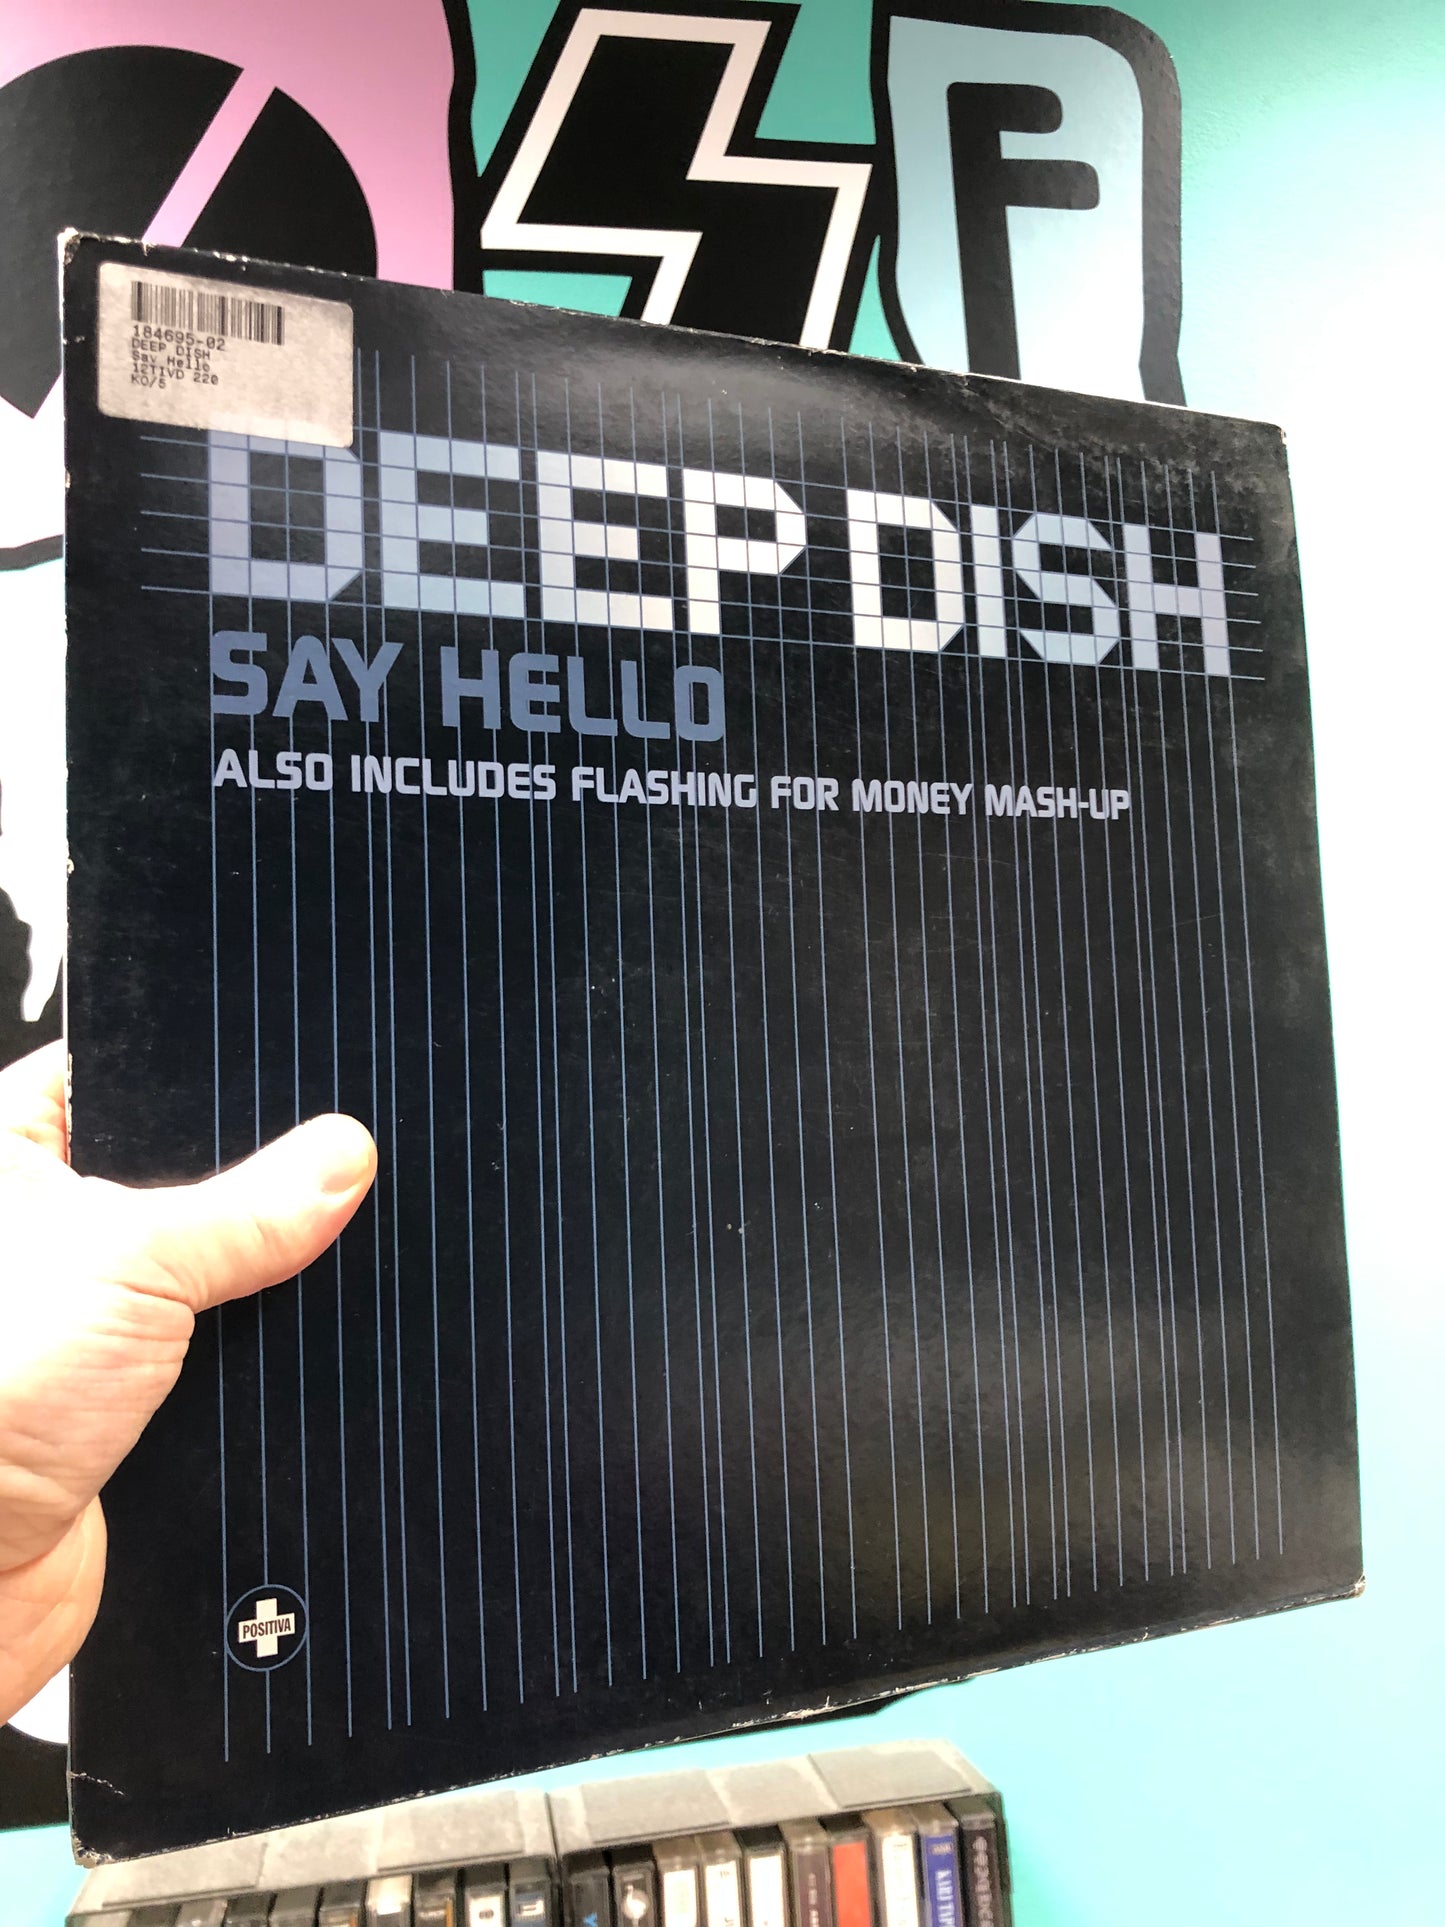 F
184695-02
DEEP DISH
Say Hello
12TIVD 220
KO/5
DEEP DISH
SAY HELLO
ALSO INCLUDES FLASHING FOR MONEY MASH-UP
POSITIVA